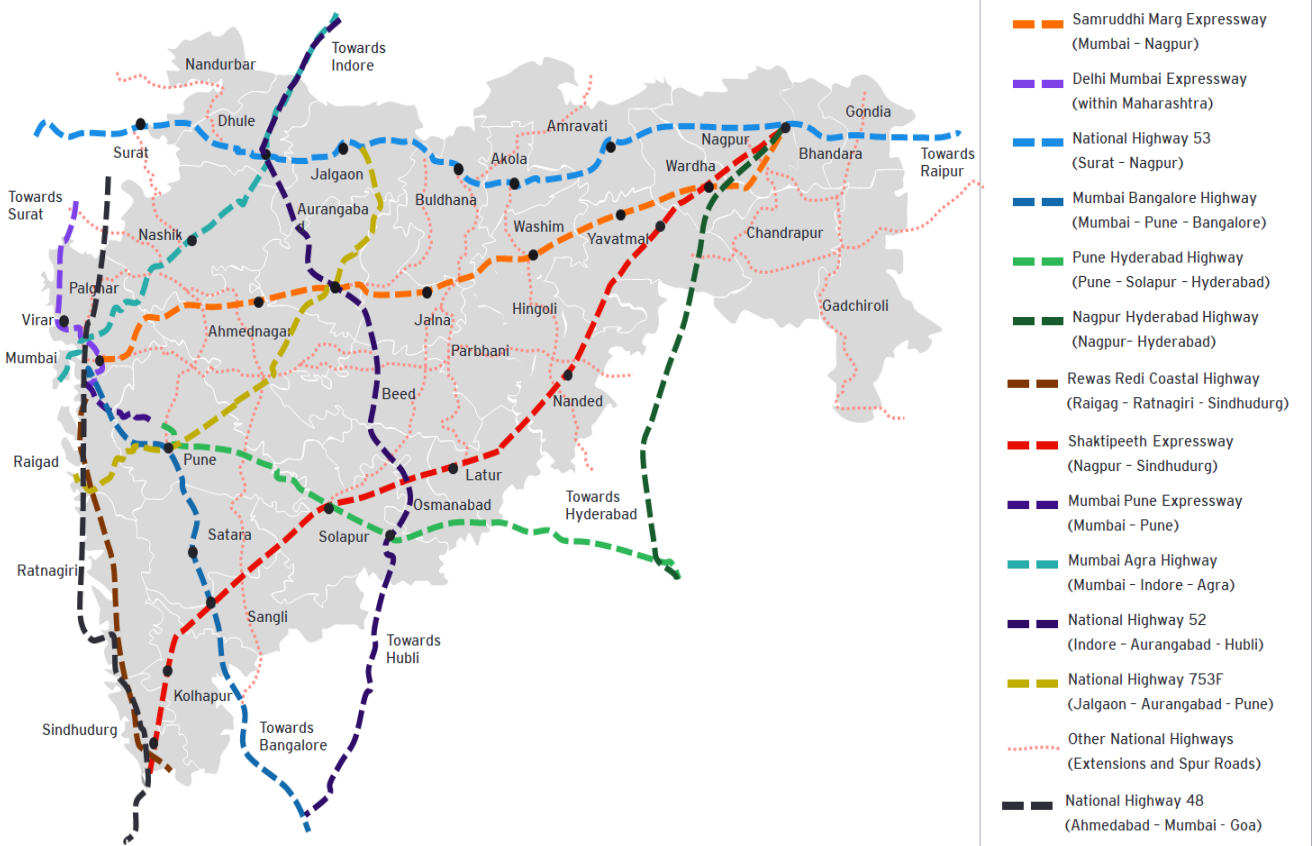 Towards
Indore
Nandurbar
Dhule
Surat
Jalgaon
Amravati
Akola
Buldhana
Gondia
Nagpur
Bhandara
Towards
Raipur
Wardha
Towards
Surat
Aurangaba
d
Nashik
Washim
Yavatmal
Chandrapur
Palghar
Virar
Ahmednagar
Jalna
Hingoli
Gadchiroli
Mumbai
Parbhani
Beed
Nanded
Raigad
Pune
Latur
Osmanabad
Towards
Hyderabad
Satara
Solapur
Ratnagiri
Sangli
Towards
Hubli
Kolhapur
Sindhudurg
Towards
Bangalore
Samruddhi Marg Expressway
(Mumbai - Nagpur)
Delhi Mumbai Expressway
(within Maharashtra)
National Highway 53
(Surat - Nagpur)
Mumbai Bangalore Highway
(Mumbai - Pune - Bangalore)
Pune Hyderabad Highway
(Pune - Solapur - Hyderabad)
Nagpur Hyderabad Highway
(Nagpur- Hyderabad)
Rewas Redi Coastal Highway
(Raigag - Ratnagiri - Sindhudurg)
Shaktipeeth Expressway
(Nagpur - Sindhudurg)
Mumbai Pune Expressway
(Mumbai - Pune)
Mumbai Agra Highway
(Mumbai - Indore - Agra)
National Highway 52
(Indore - Aurangabad - Hubli)
National Highway 753F
(Jalgaon - Aurangabad - Pune)
Other National Highways
(Extensions and Spur Roads)
National Highway 48
(Ahmedabad - Mumbai - Goa)